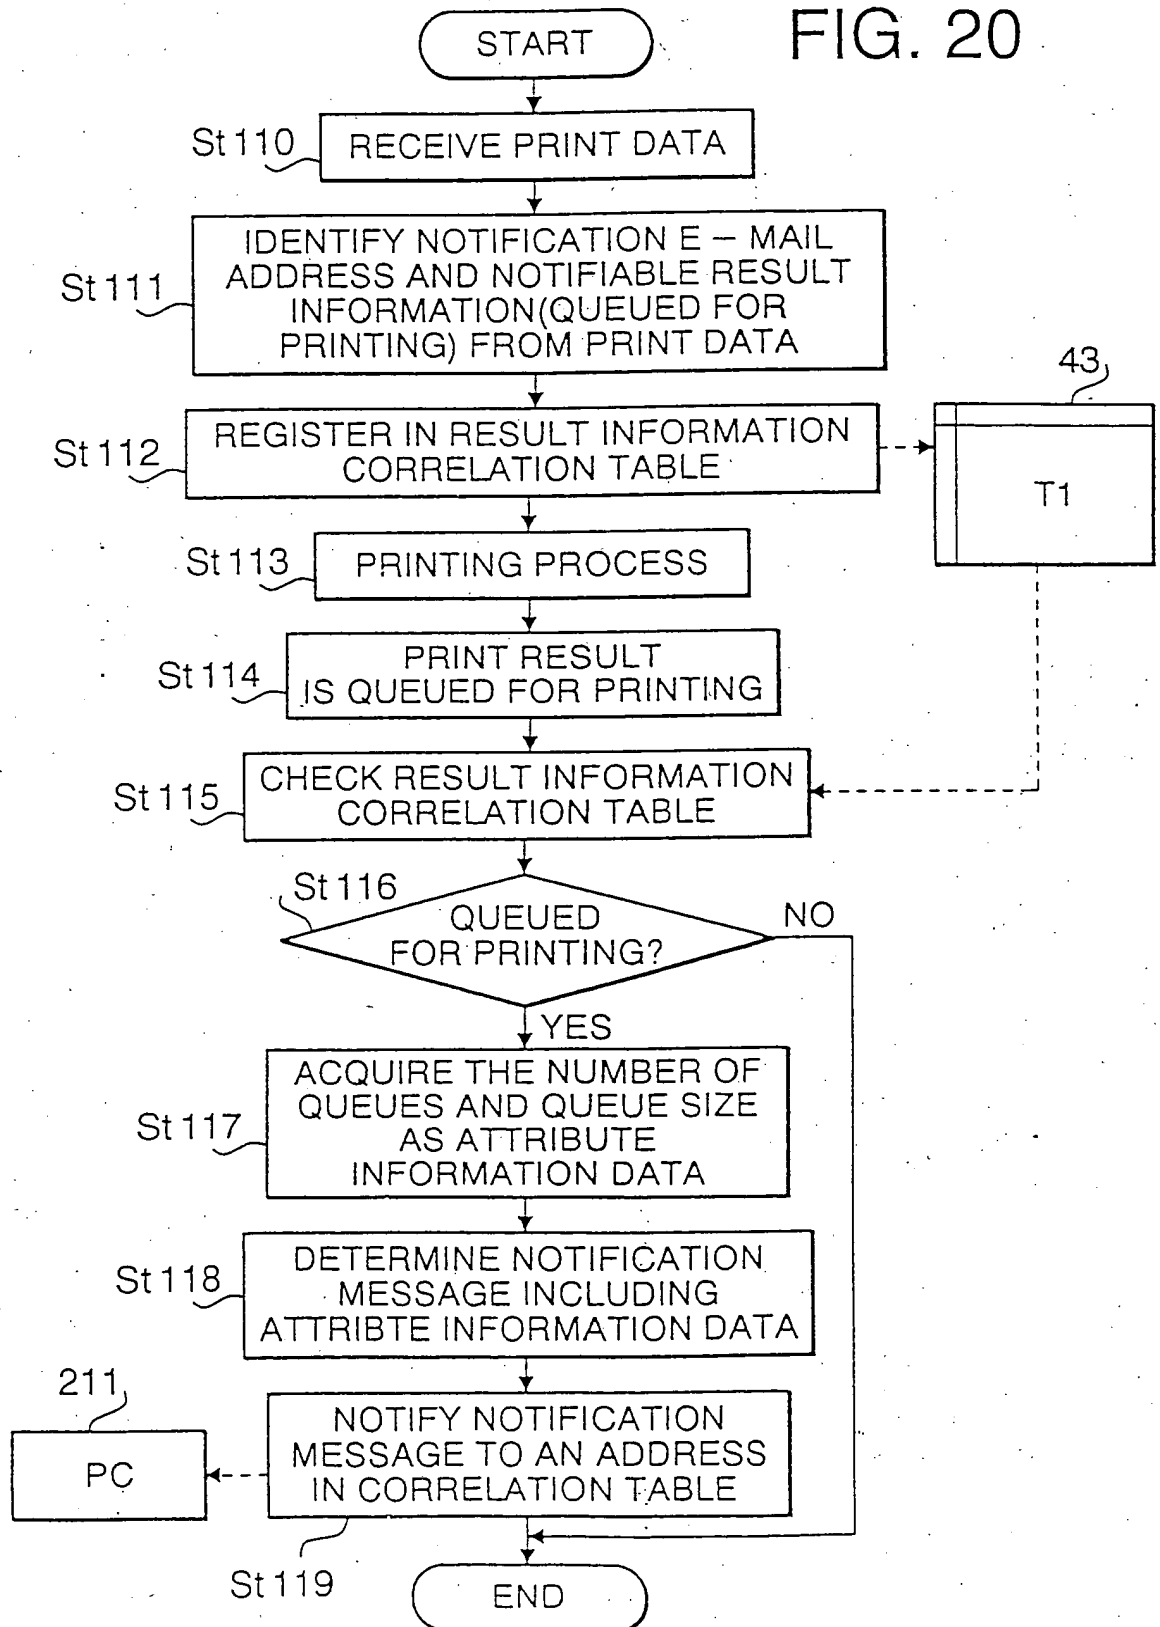 START
FIG. 20
St 110
RECEIVE PRINT DATA
St 111
IDENTIFY NOTIFICATION E – MAIL
ADDRESS AND NOTIFIABLE RESULT
INFORMATION(QUEUED FOR
PRINTING) FROM PRINT DATA
43
St 112
REGISTER IN RESULT INFORMATION
CORRELATION TABLE
T1
St 113
PRINTING PROCESS
St 114
PRINT RESULT
IS QUEUED FOR PRINTING
St 115
CHECK RESULT INFORMATION
CORRELATION TABLE
St 116
QUEUED
FOR PRINTING?
NO
YES
St 117
ACQUIRE THE NUMBER OF
QUEUES AND QUEUE SIZE
AS ATTRIBUTE
INFORMATION DATA
St 118
DETERMINE NOTIFICATION
MESSAGE INCLUDING
ATTRIBTE INFORMATION DATA
211
PC
NOTIFY NOTIFICATION
MESSAGE TO AN ADDRESS
IN CORRELATION TABLE
St 119
END